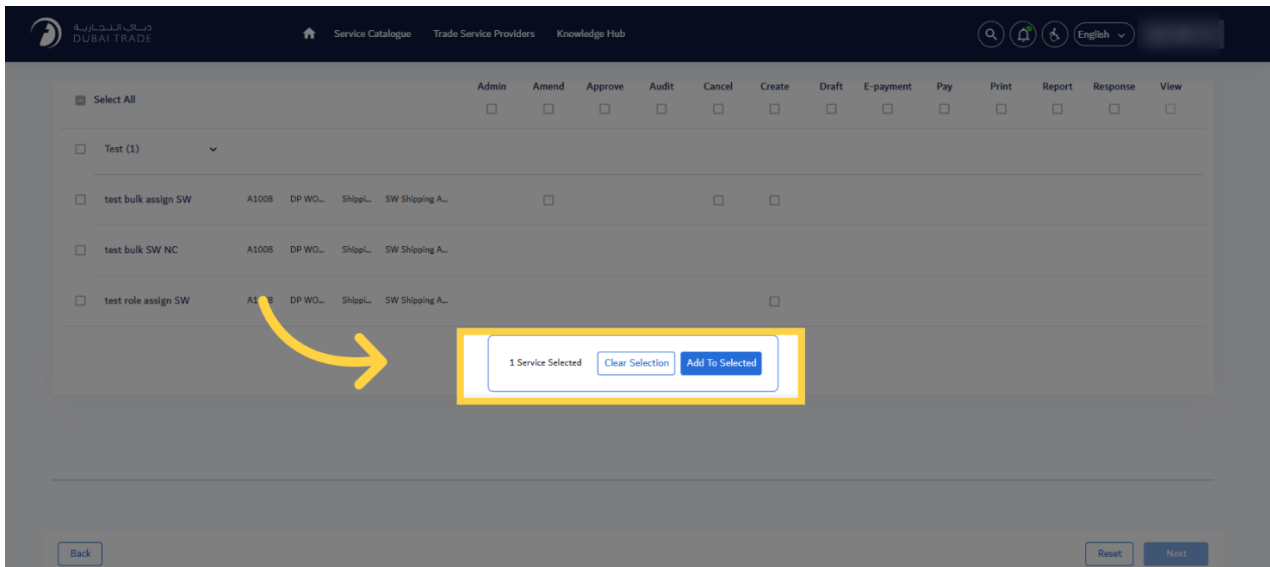 دبي التجارية
DUBAI TRADE
Service Catalogue Trade Service Providers Knowledge Hub
English
Admin Amend Approve Audit Cancel Create Draft E-payment Pay Print Report Response View
Select All
Test (1)
test bulk assign SW A1008 DP WO... Shippi... SW Shipping A...
test bulk SW NC A1008 DP WO... Shippi... SW Shipping A...
test role assign SW DP WO... Shippi... SW Shipping A...
1 Service Selected Clear Selection Add To Selected
Back Reset Next